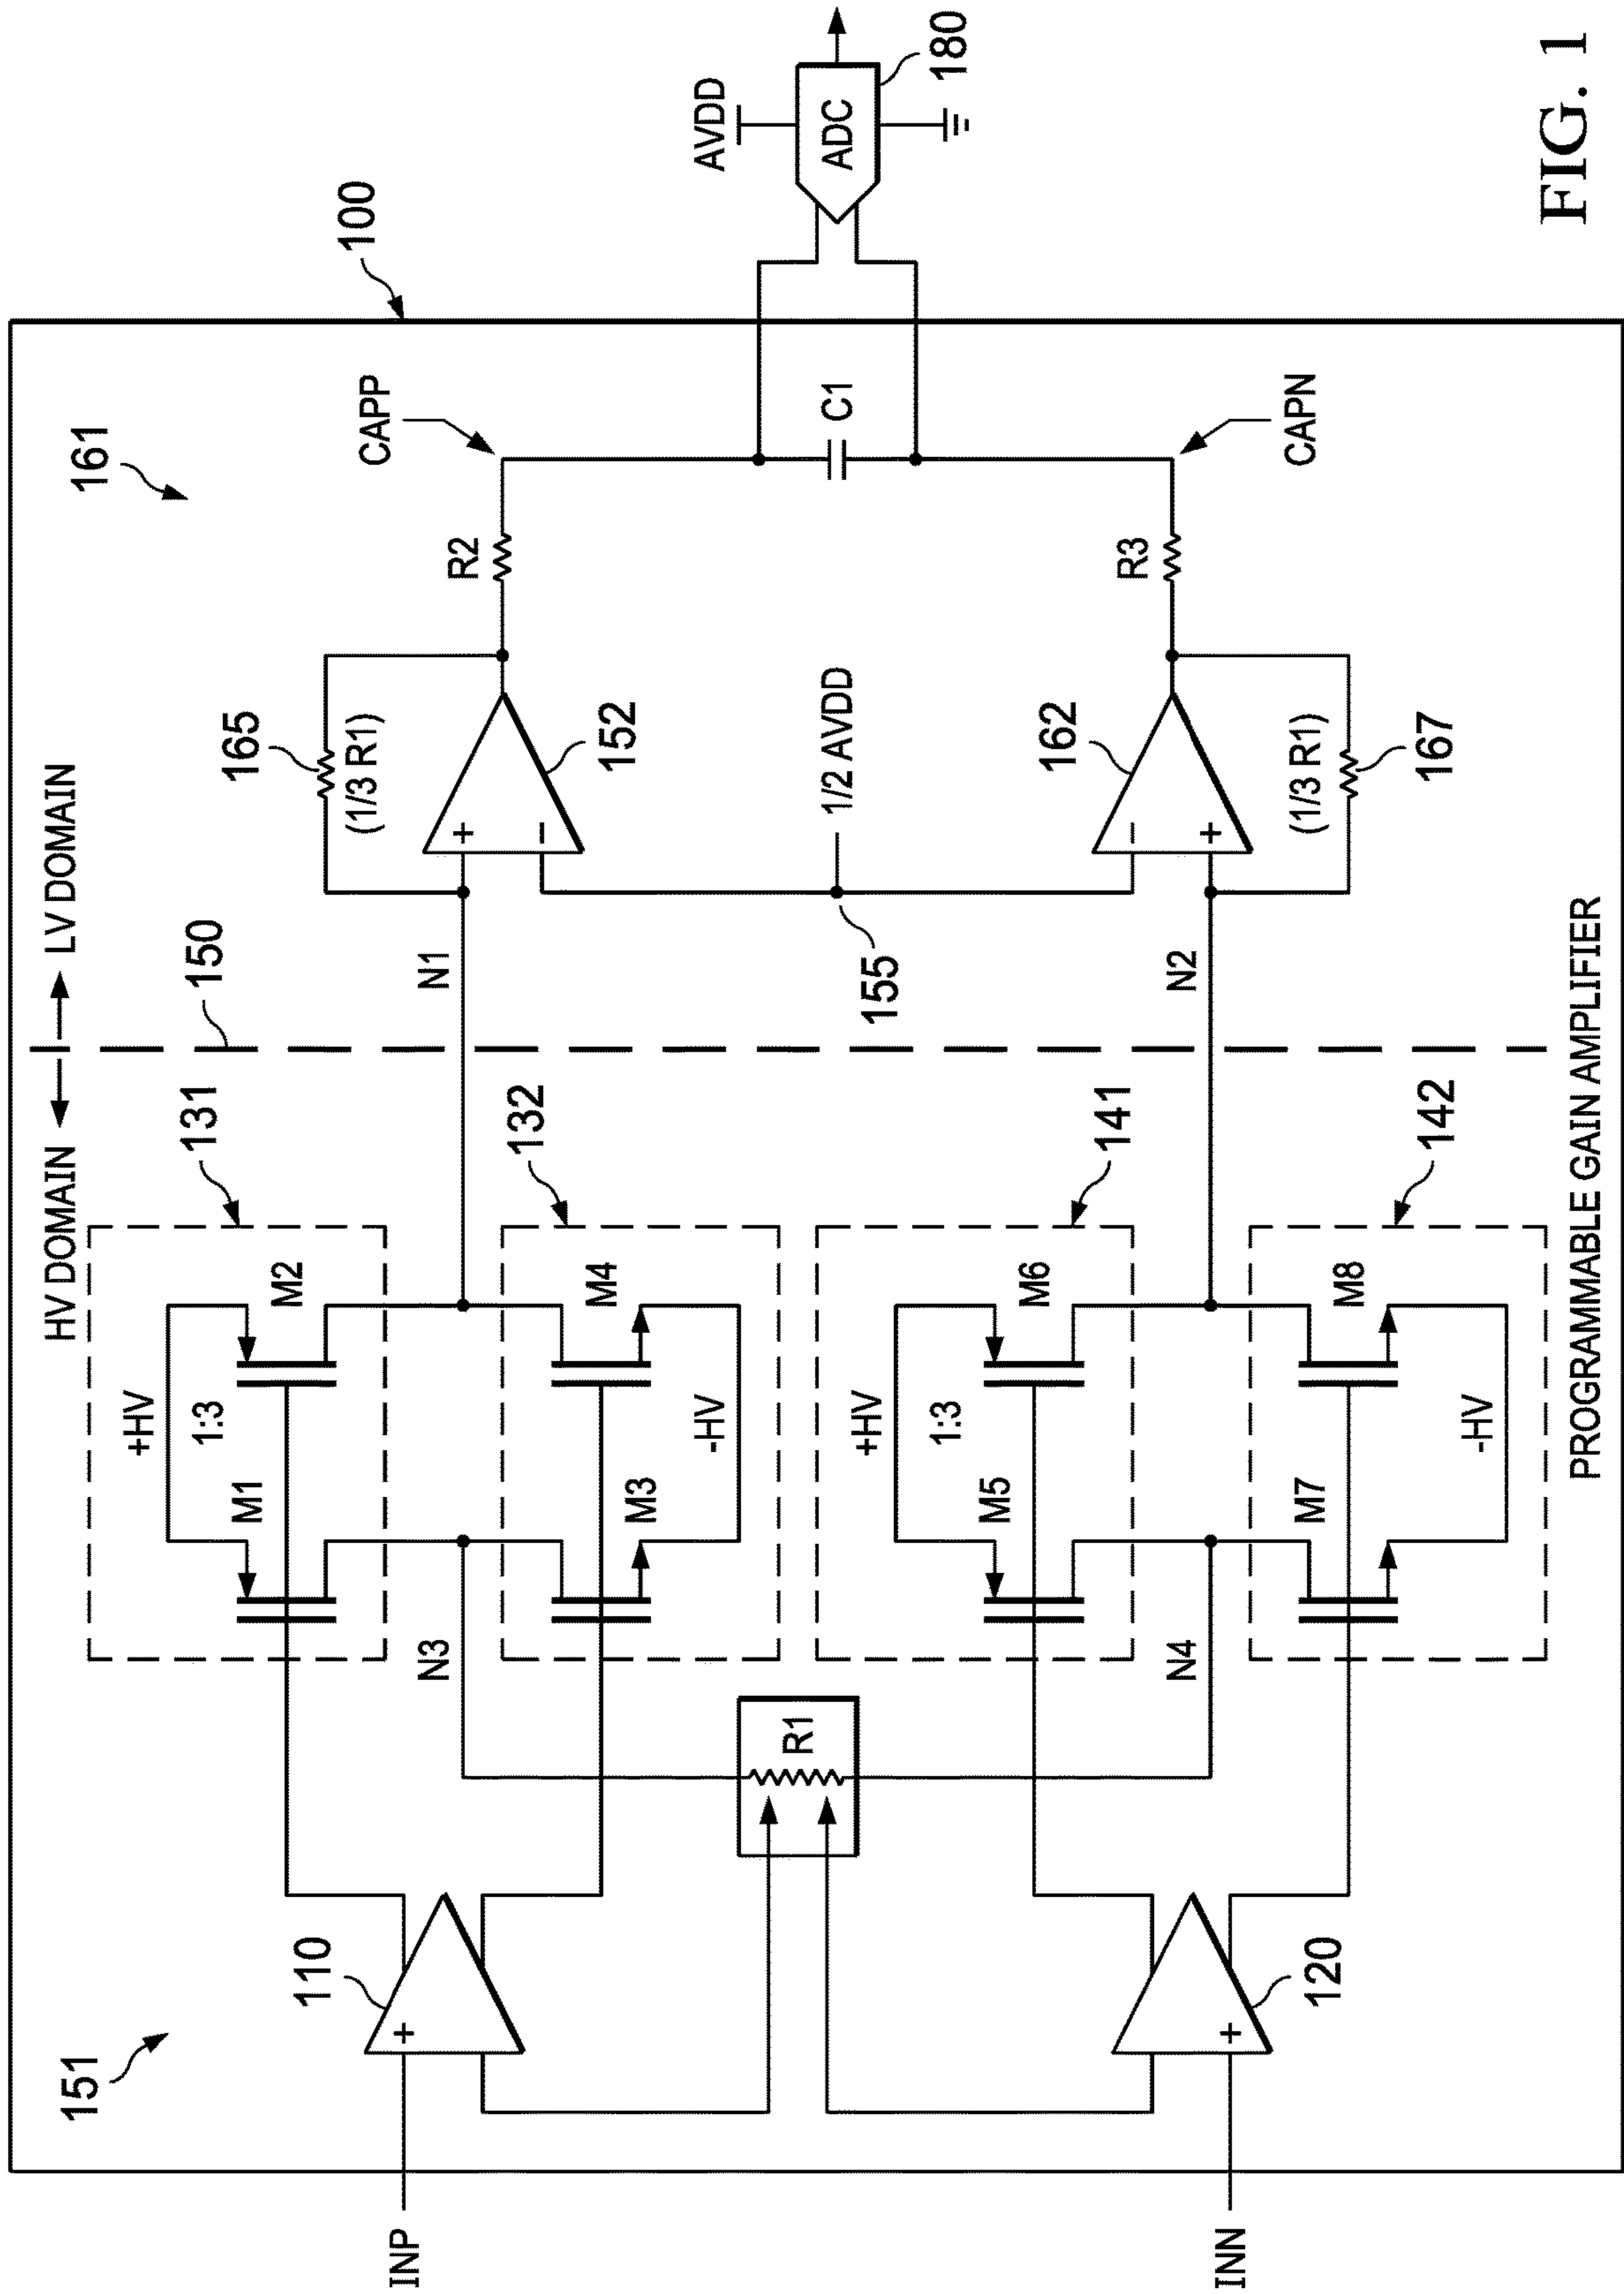 151
161
100
HV DOMAIN
LV DOMAIN
150
131
165
(1/3 R1)
+HV
M1
1:3
M2
110
+
INP
N3
N1
+
−
152
R2
CAPP
132
M3
M4
-HV
R1
155
1/2 AVDD
C1
AVDD
ADC
180
+HV
M5
1:3
M6
141
120
+
INN
N4
N2
−
+
162
R3
CAPN
(1/3 R1)
167
142
M7
M8
-HV
PROGRAMMABLE GAIN AMPLIFIER
FIG. 1